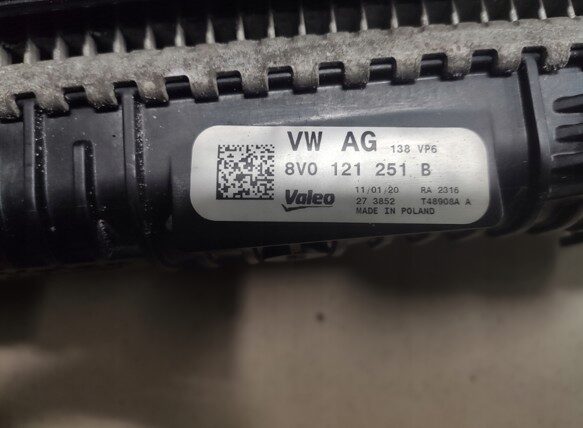 VW AG 138 VP6
8V0 121 251 B
Valeo 11/01/20 RA 2316
27 3852 T48908A A
MADE IN POLAND